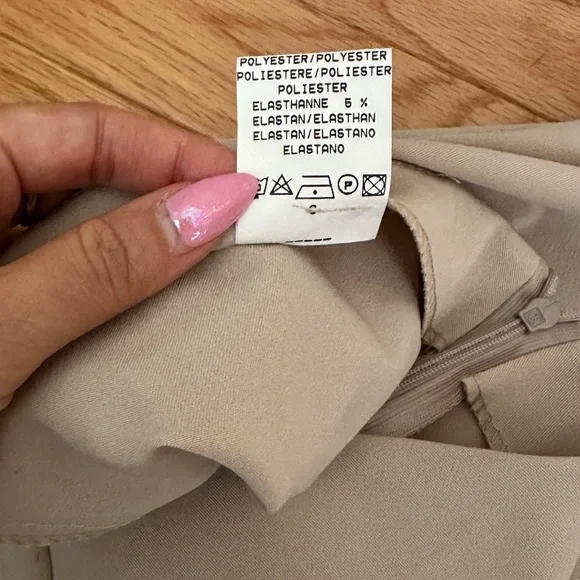 POLYESTER/POLYESTER
POLIESTERE/POLIESTER
POLIESTER
ELASTHANNE 5 %
ELASTAN/ELASTHAN
ELASTAN/ELASTANO
ELASTANO
P